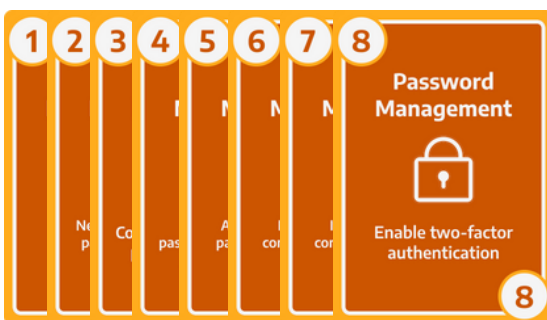 1 2 3 4 5 6 7 8
Password
Management
Enable two-factor
authentication
8